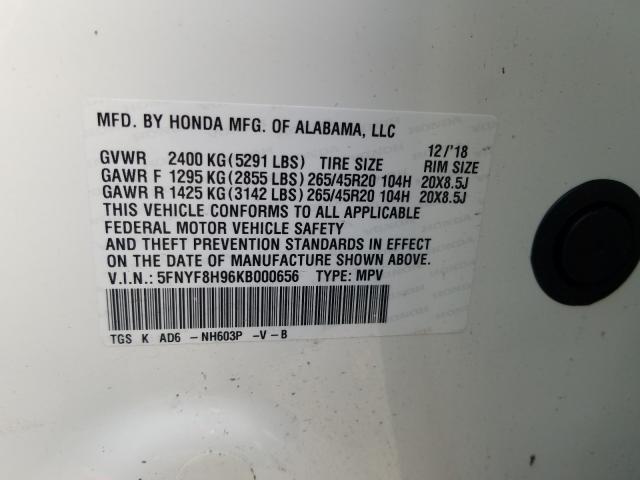 MFD. BY HONDA MFG. OF ALABAMA, LLC
12/'18
GVWR 2400 KG(5291 LBS) TIRE SIZE RIM SIZE
GAWR F 1295 KG(2855 LBS) 265/45R20 104H 20X8.5J
GAWR R 1425 KG(3142 LBS) 265/45R20 104H 20X8.5J
THIS VEHICLE CONFORMS TO ALL APPLICABLE
FEDERAL MOTOR VEHICLE SAFETY
AND THEFT PREVENTION STANDARDS IN EFFECT
ON THE DATE OF MANUFACTURE SHOWN ABOVE.
V.I.N.: 5FNYF8H96KB000656 TYPE: MPV
TGS K AD6 -NH603P -V-B